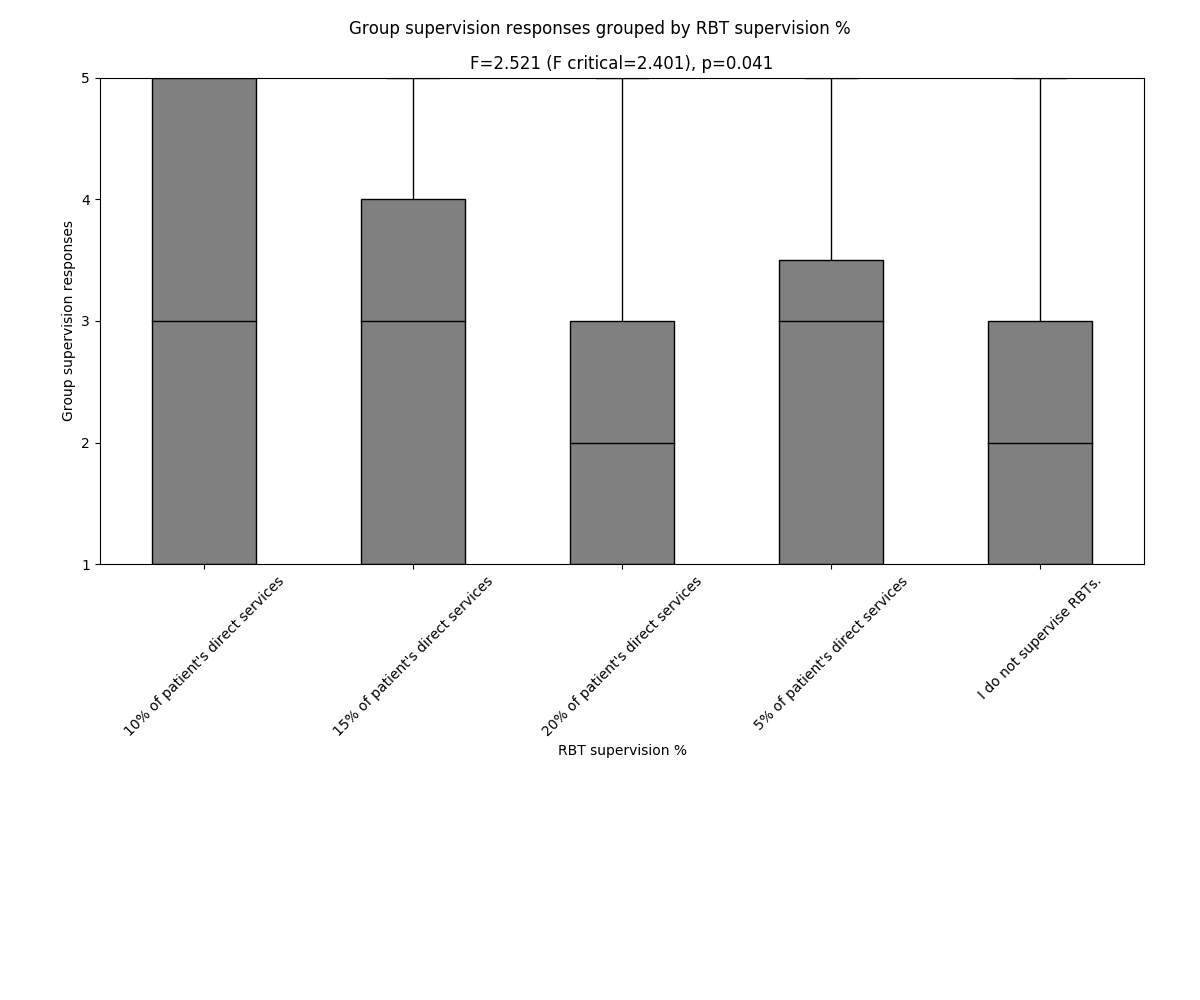 Group supervision responses grouped by RBT supervision %
F=2.521 (F critical=2.401), p=0.041
Group supervision responses
5
4
3
2
1
10% of patient's direct services
15% of patient's direct services
20% of patient's direct services
5% of patient's direct services
I do not supervise RBTs.
RBT supervision %